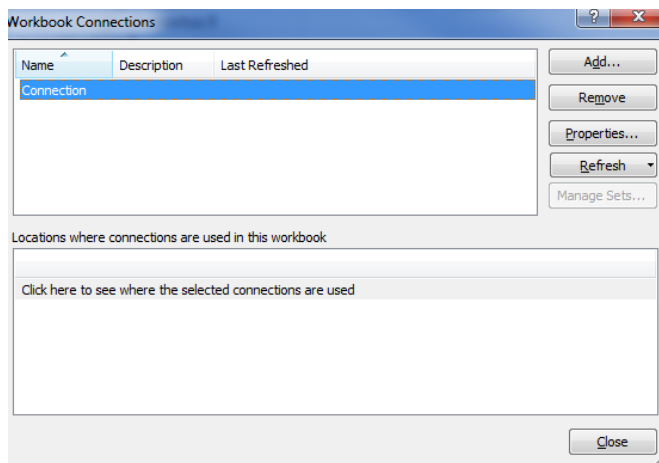 Workbook Connections
?
X
Name Description Last Refreshed
Connection
Add...
Remove
Properties...
Refresh
Manage Sets...
Locations where connections are used in this workbook
Click here to see where the selected connections are used
Close